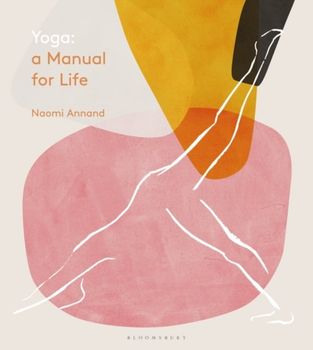 Yoga:
a Manual
for Life
Naomi Annand
BLOOMSBURY